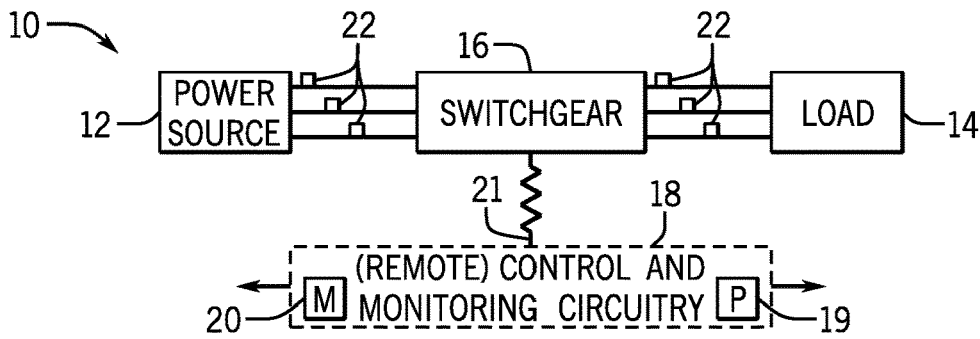 10
22
16
22
POWER
SOURCE
SWITCHGEAR
LOAD
12
14
21
18
(REMOTE) CONTROL AND
MONITORING CIRCUITRY
M
P
20
19